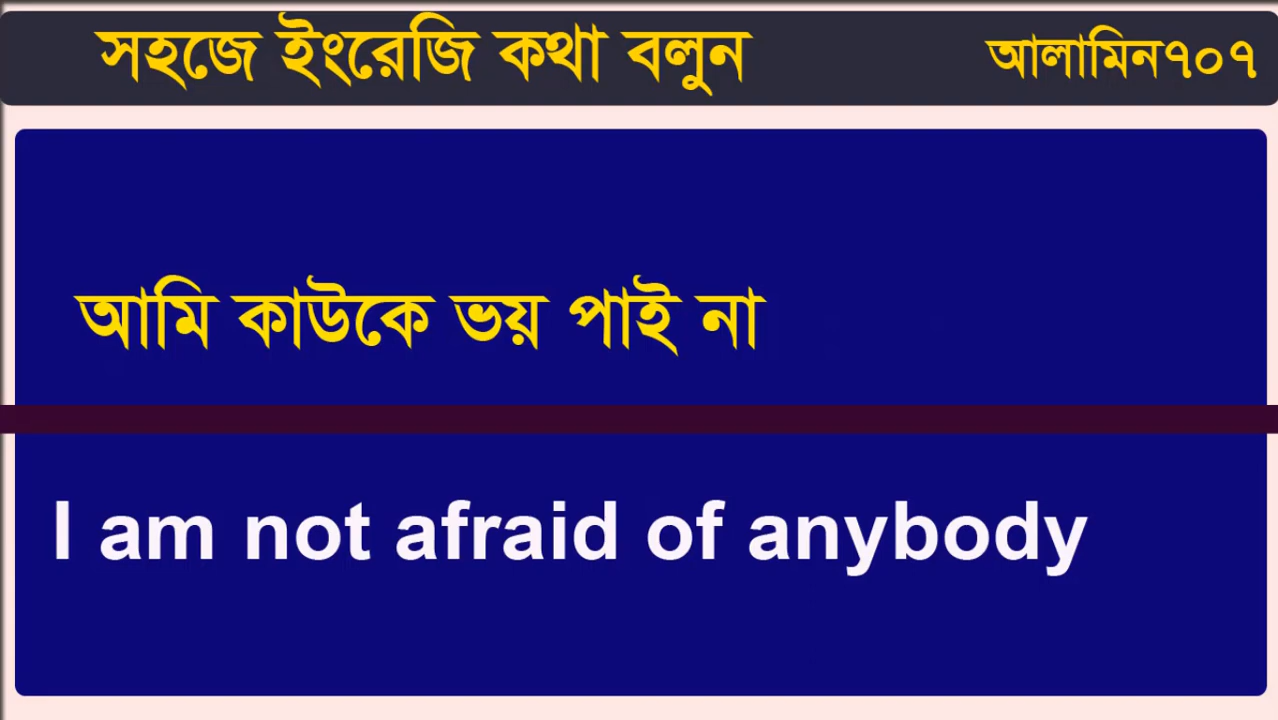 সহজে ইংরেজি কথা বলুন আলামিন৭০৭
আমি কাউকে ভয় পাই না
I am not afraid of anybody